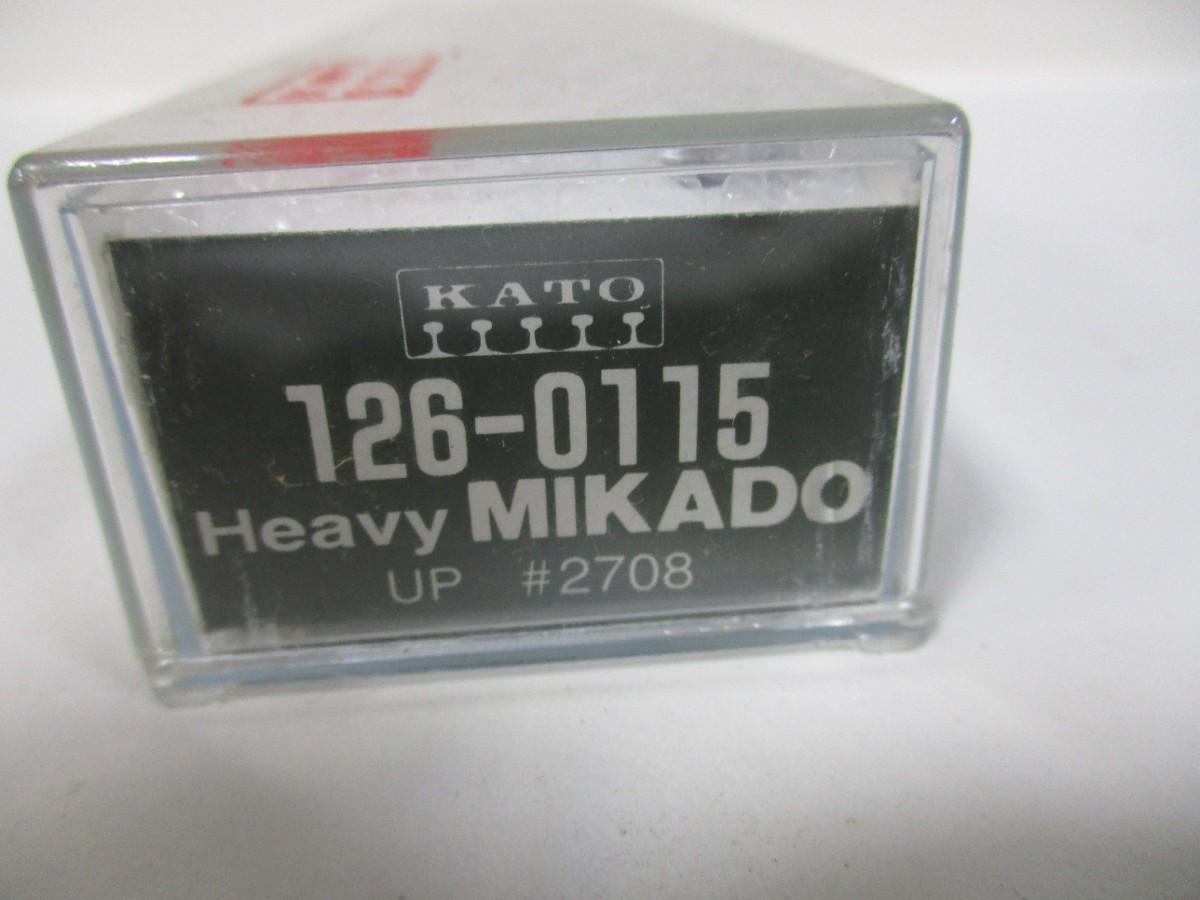 KATO
126-0115
Heavy MIKADO
UP #2708